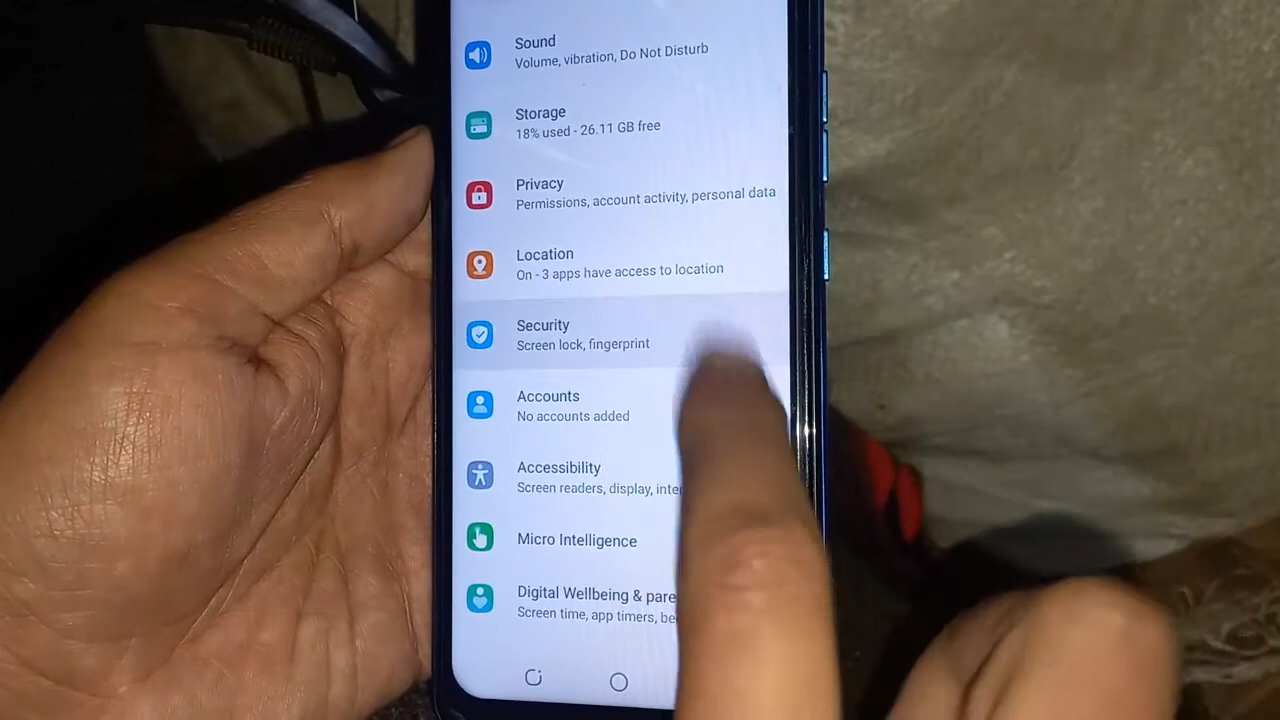 Sound
Volume, vibration, Do Not Disturb
Storage
18% used - 26.11 GB free
Privacy
Permissions, account activity, personal data
Location
On - 3 apps have access to location
Security
Screen lock, fingerprint
Accounts
No accounts added
Accessibility
Screen readers, display,
Micro Intelligence
Digital Wellbeing &
Screen time, app timers,